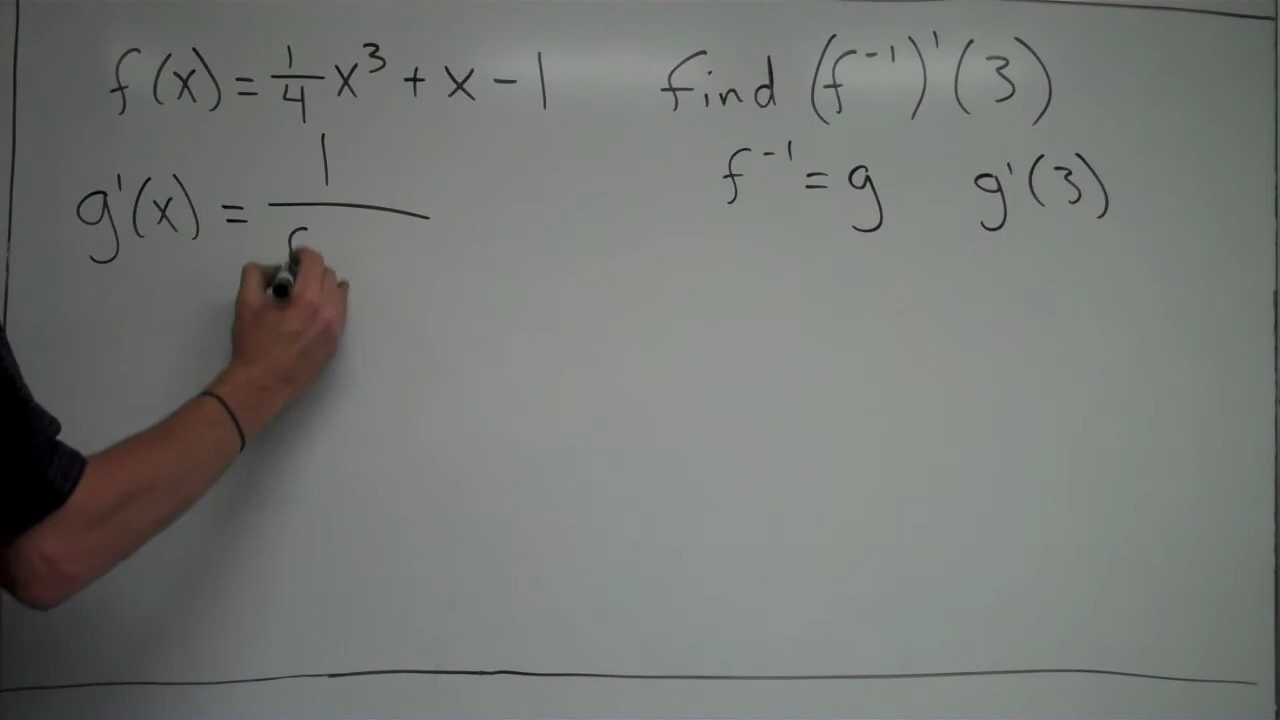 f(x) = 1/4 x³ + x - 1
find (f⁻¹)'(3)
f⁻¹ = g g'(3)
g'(x) = 1/f